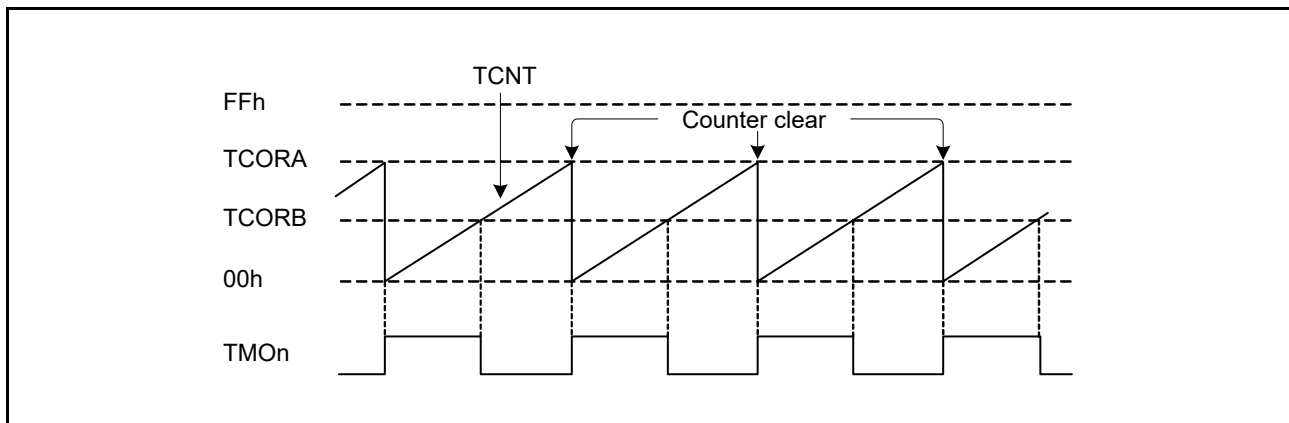 TCNT
FFh
Counter clear
TCORA
TCORB
00h
TMOn